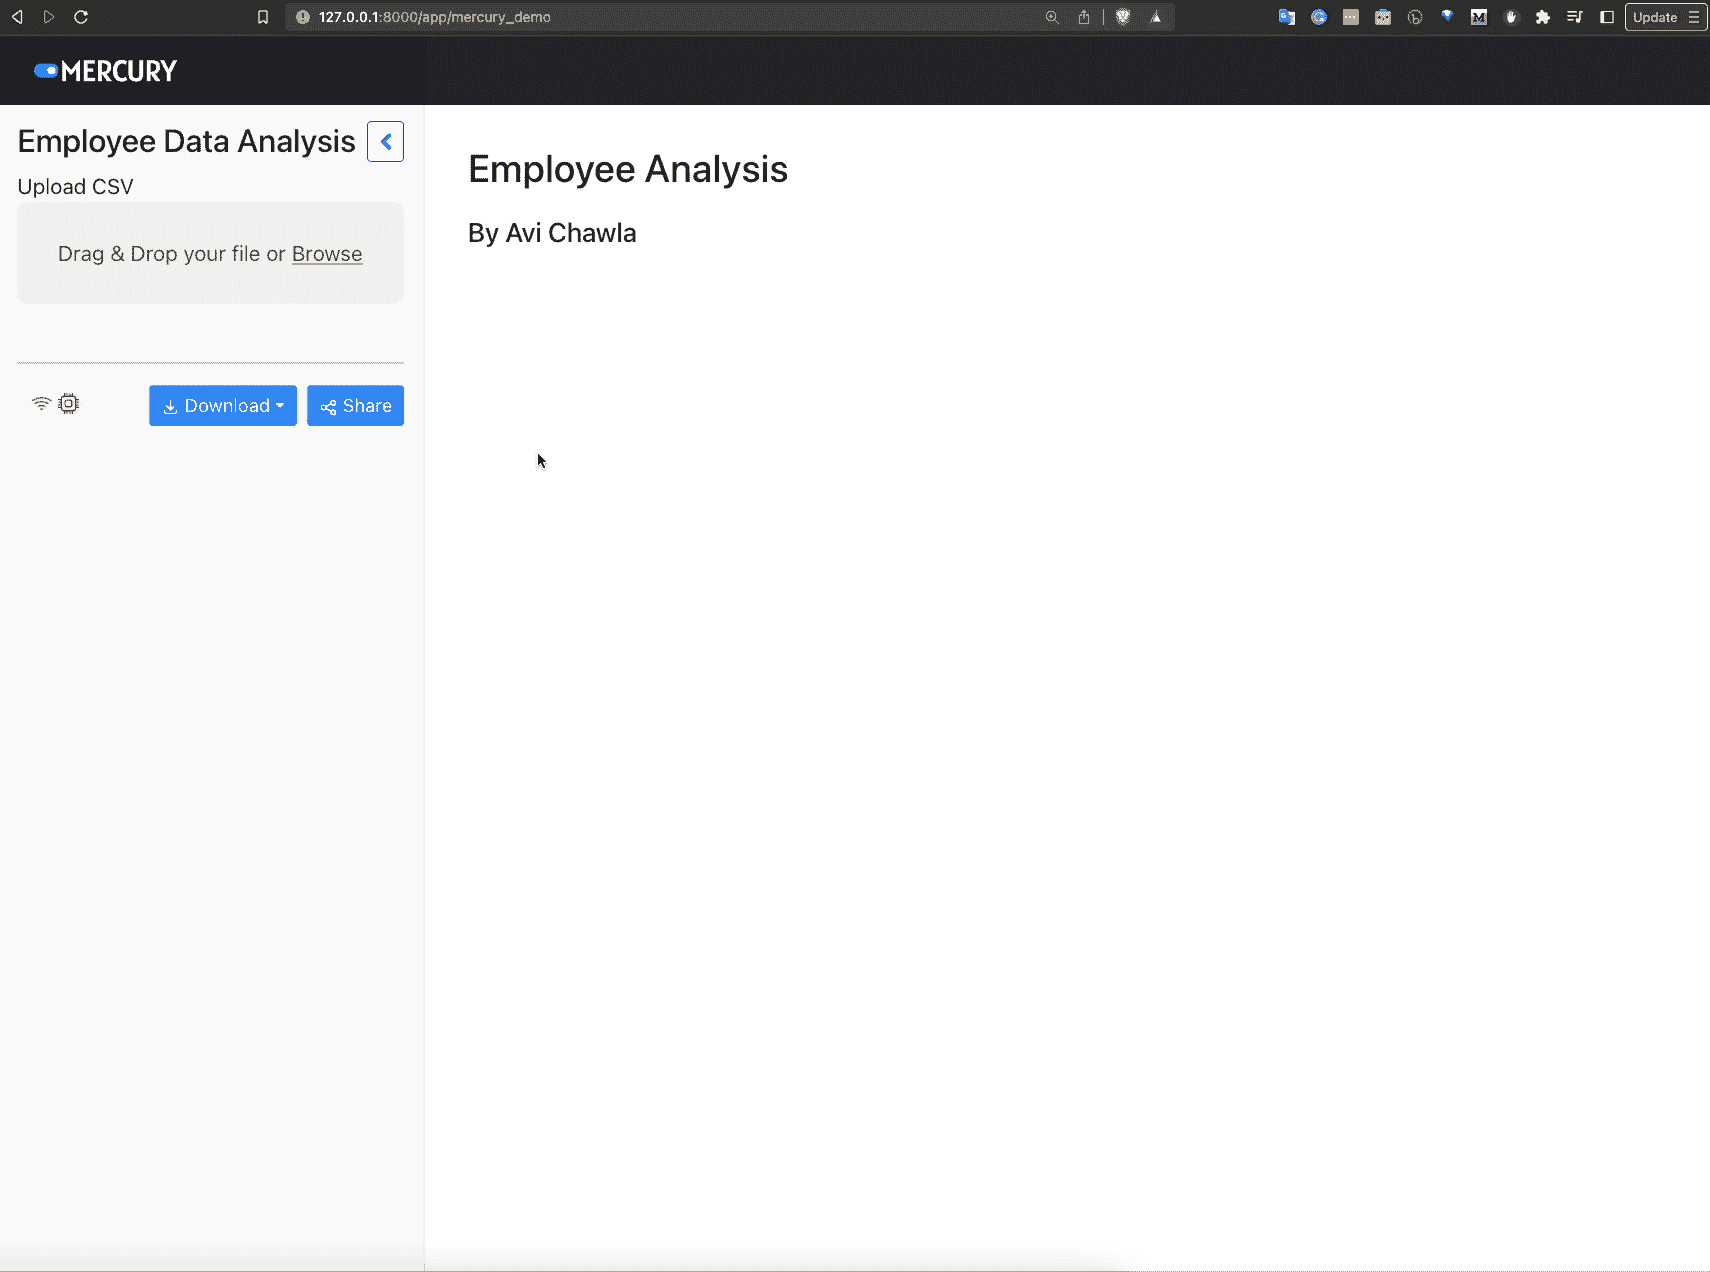 127.0.0.1:8000/app/mercury_demo
Update
MERCURY
Employee Data Analysis
Upload CSV
Drag & Drop your file or Browse
Download
Share
Employee Analysis
By Avi Chawla